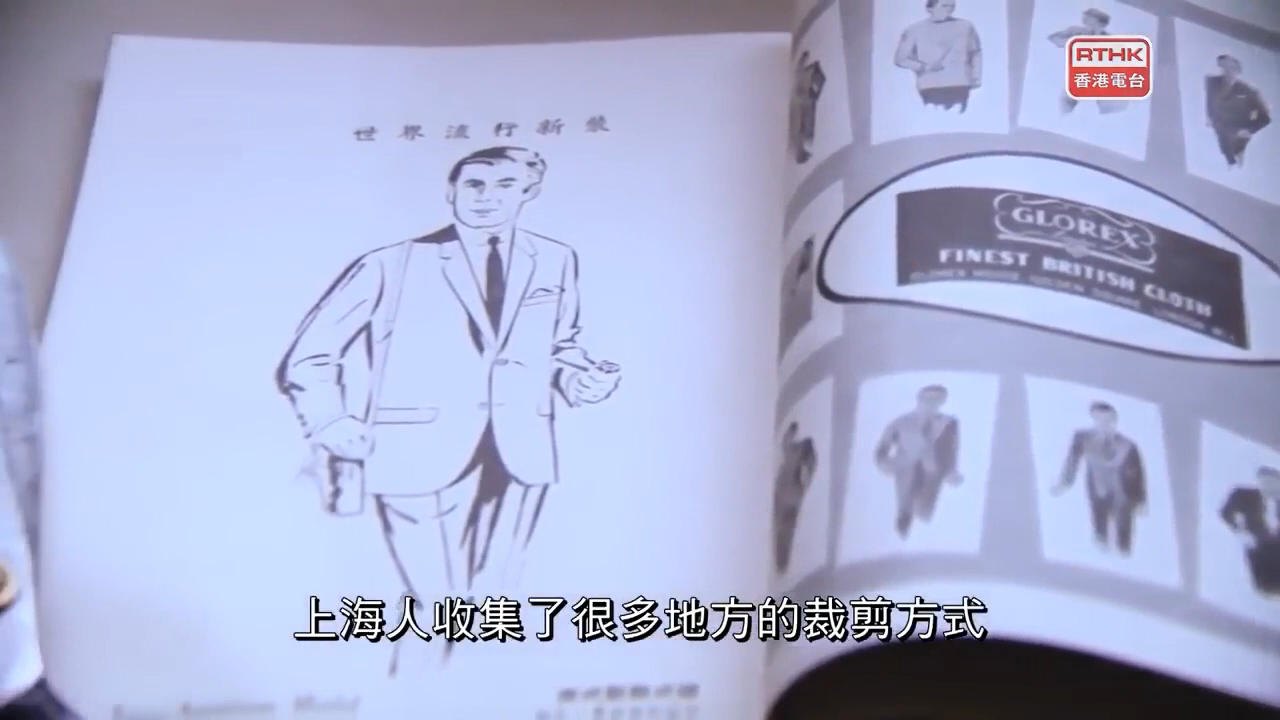 世界流行新裝
RTHK
香港電台
GLOREX
FINEST BRITISH CLOTH
上海人收集了很多地方的裁剪方式